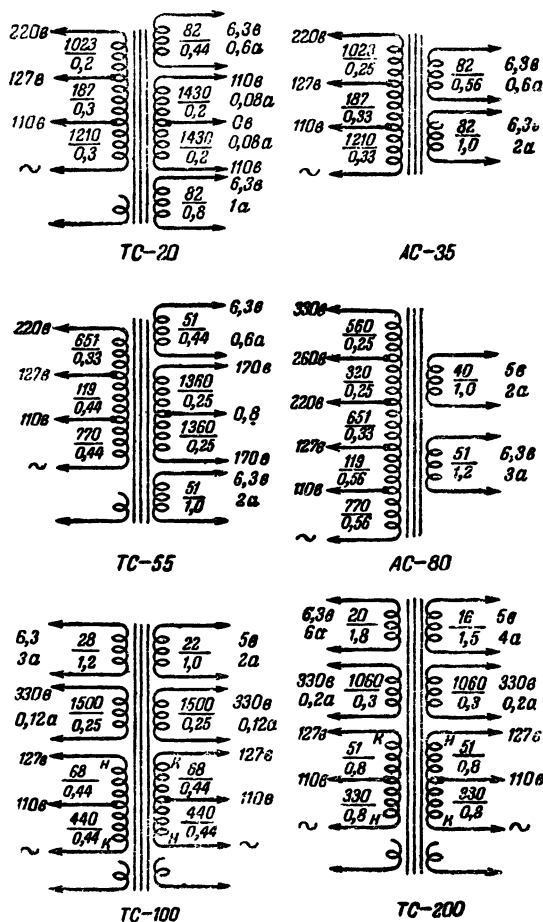 220в
1023
0,2
127в
187
0,3
110в
1210
0,3
~
82
0,44
6,3в
0,6а
110в
1430
0,2
0,08а
0в
1430
0,2
0,08а
110в
82
0,8
6,3в
1а
ТС-20
220в
1023
0,25
127в
187
0,33
110в
1210
0,33
~
82
0,56
6,3в
0,6а
82
1,0
6,3в
2а
АС-35
220в
651
0,33
127в
119
0,44
110в
770
0,44
~
51
0,44
6,3в
0,6а
170в
1360
0,25
0,в
1360
0,25
170в
51
1,0
6,3в
2а
ТС-55
330в
560
0,25
260в
320
0,25
220в
651
0,33
127в
119
0,56
110в
770
0,56
~
40
1,0
5в
2а
51
1,2
6,3в
3а
АС-80
6,3
3а
28
1,2
330в
0,12а
1500
0,25
127в
н
68
0,44
110в
440
0,44
к
~
22
1,0
5в
2а
1500
0,25
330в
0,12а
127в
к
68
0,44
110в
440
0,44
н
~
ТС-100
6,3в
6а
20
1,8
330в
0,2а
1060
0,3
127в
к
51
0,8
110в
330
0,8
н
~
16
1,5
5в
4а
1060
0,3
330в
0,2а
127в
н
51
0,8
110в
330
0,8
к
~
ТС-200